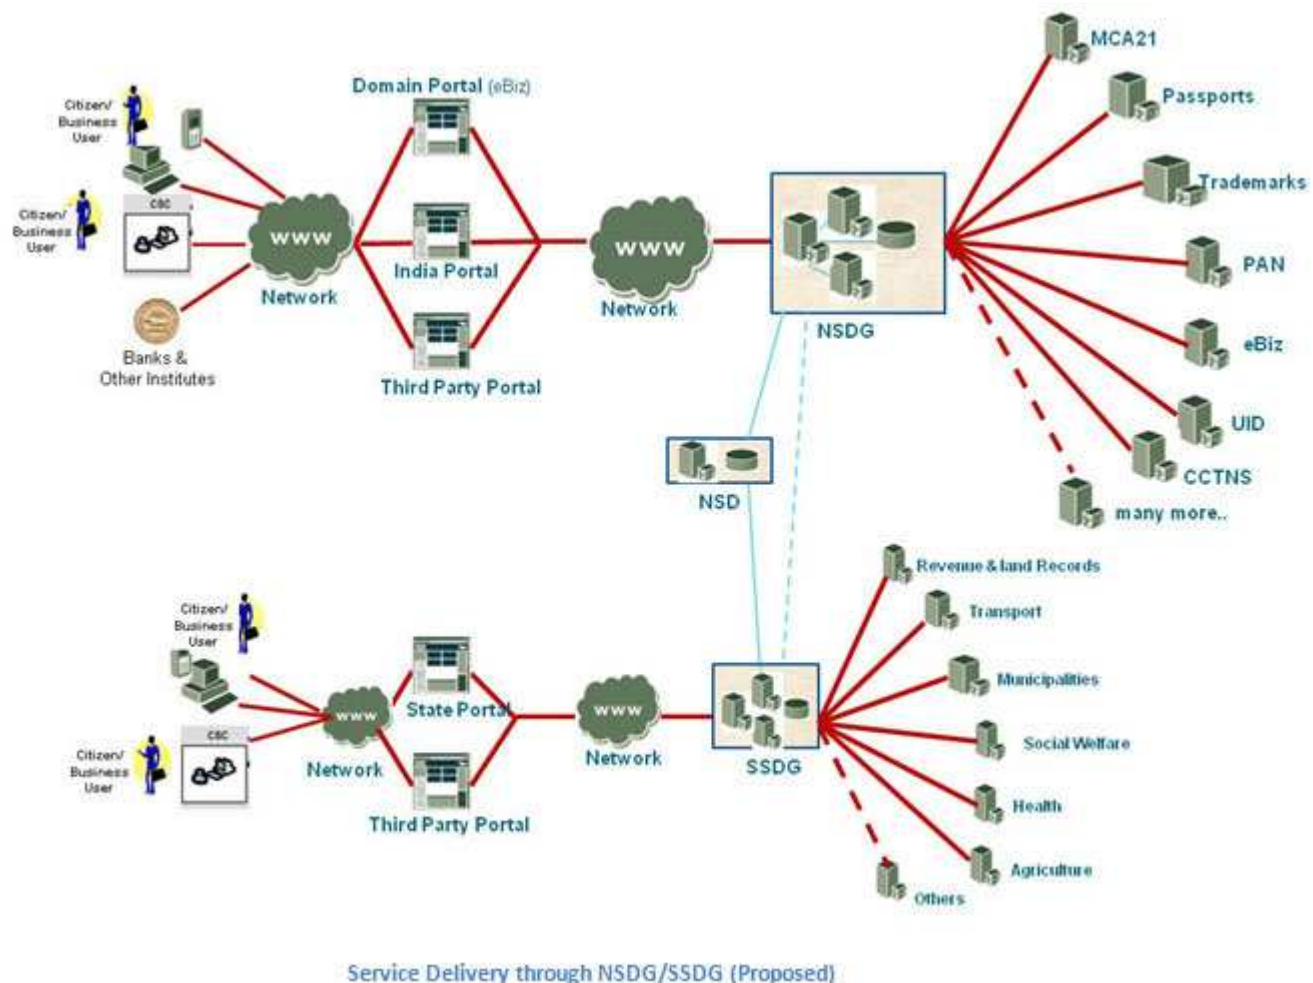 MCA21
Domain Portal (eBiz)
Passports
Citizen/
Business
User
Trademarks
CSC
Citizen/
Business
User
www
Network
India Portal
www
Network
PAN
NSDG
eBiz
Banks &
Other Institutes
Third Party Portal
UID
CCTNS
NSD
many more..
Revenue & land Records
Citizen/
Business
User
Transport
Municipalities
State Portal
www
Network
www
Network
CSC
Social Welfare
Citizen/
Business
User
SSDG
Health
Third Party Portal
Agriculture
Others
Service Delivery through NSDG/SSDG (Proposed)